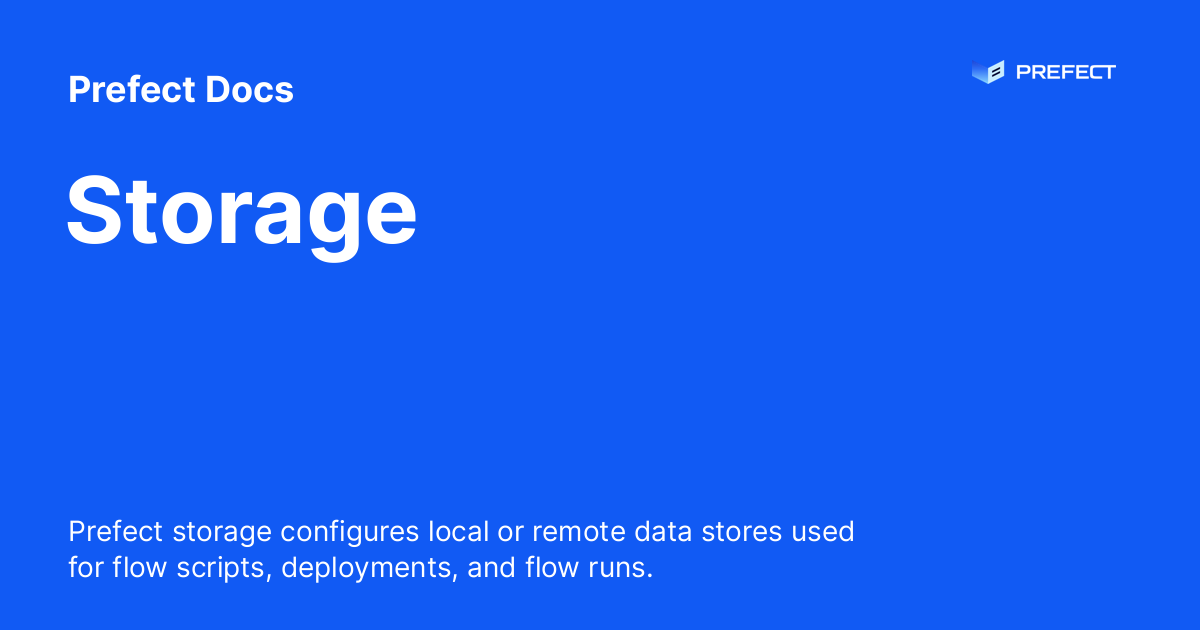 Prefect Docs
PREFECT
Storage
Prefect storage configures local or remote data stores used
for flow scripts, deployments, and flow runs.